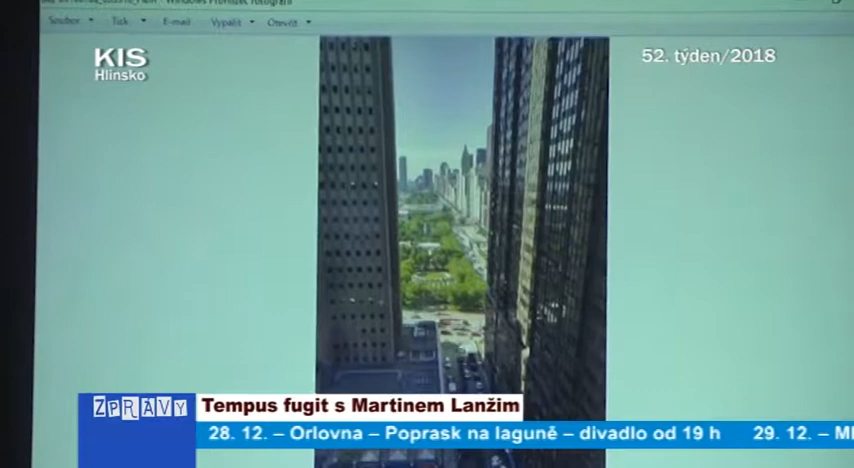 Soubor Tisk E-mail Vypálit Otevřít
KIS
Hlinsko
52. týden/2018
ZPRÁVY
Tempus fugit s Martinem Lanžim
28. 12. – Orlovna – Poprask na laguně – divadlo od 19 h 29. 12. – MI